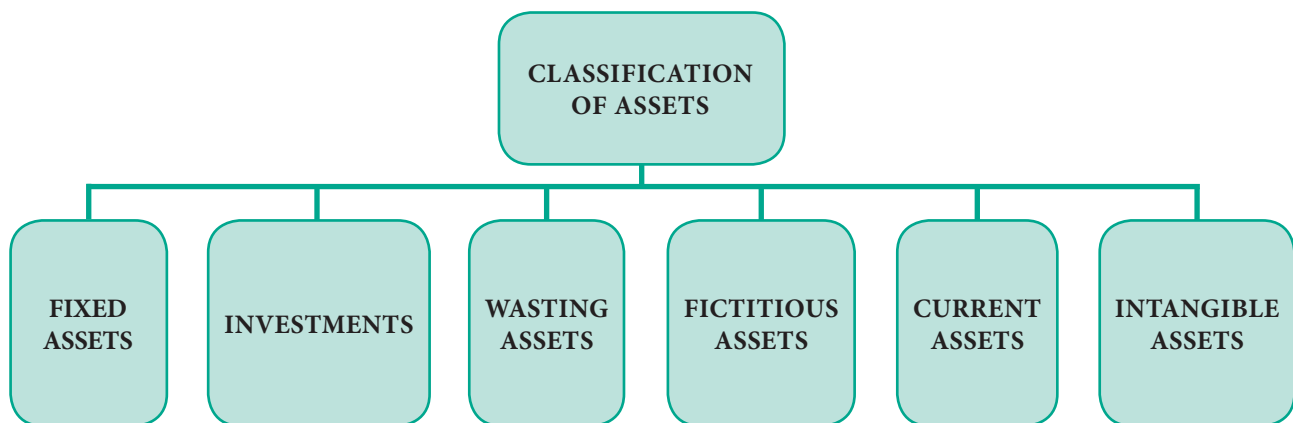 CLASSIFICATION
OF ASSETS
FIXED
ASSETS
INVESTMENTS
WASTING
ASSETS
FICTITIOUS
ASSETS
CURRENT
ASSETS
INTANGIBLE
ASSETS